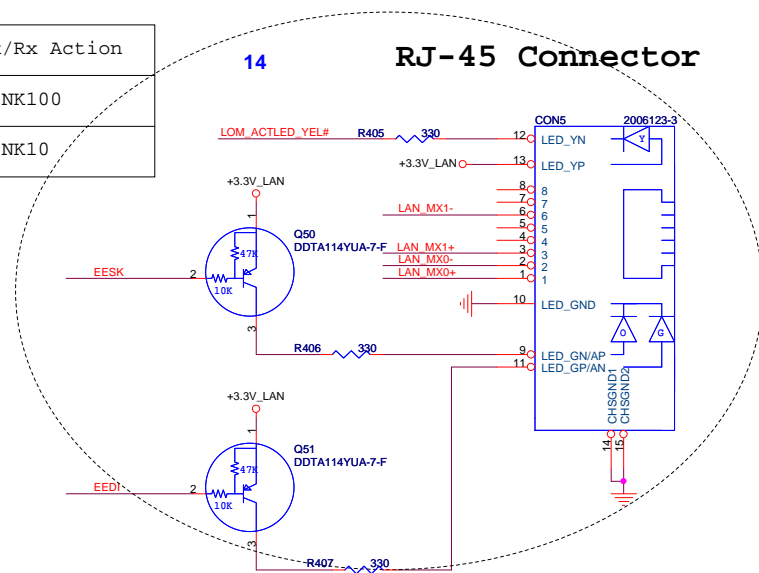 /Rx Action
NK100
NK10
14
RJ-45 Connector
CON5
2006123-3
LOM_ACTLED_YEL#
R405
330
12
LED_YN
Y
+3.3V_LAN
13
LED_YP
8
8
7
7
LAN_MX1-
6
6
5
5
4
4
LAN_MX1+
3
3
LAN_MX0-
2
2
LAN_MX0+
1
1
10
LED_GND
O
G
+3.3V_LAN
1
Q50
DDTA114YUA-7-F
47K
EESK
2
10K
3
R406
330
9
LED_GN/AP
11
LED_GP/AN
CHSGND1
CHSGND2
14
15
+3.3V_LAN
1
Q51
DDTA114YUA-7-F
47K
EEDI
2
10K
3
R407
330